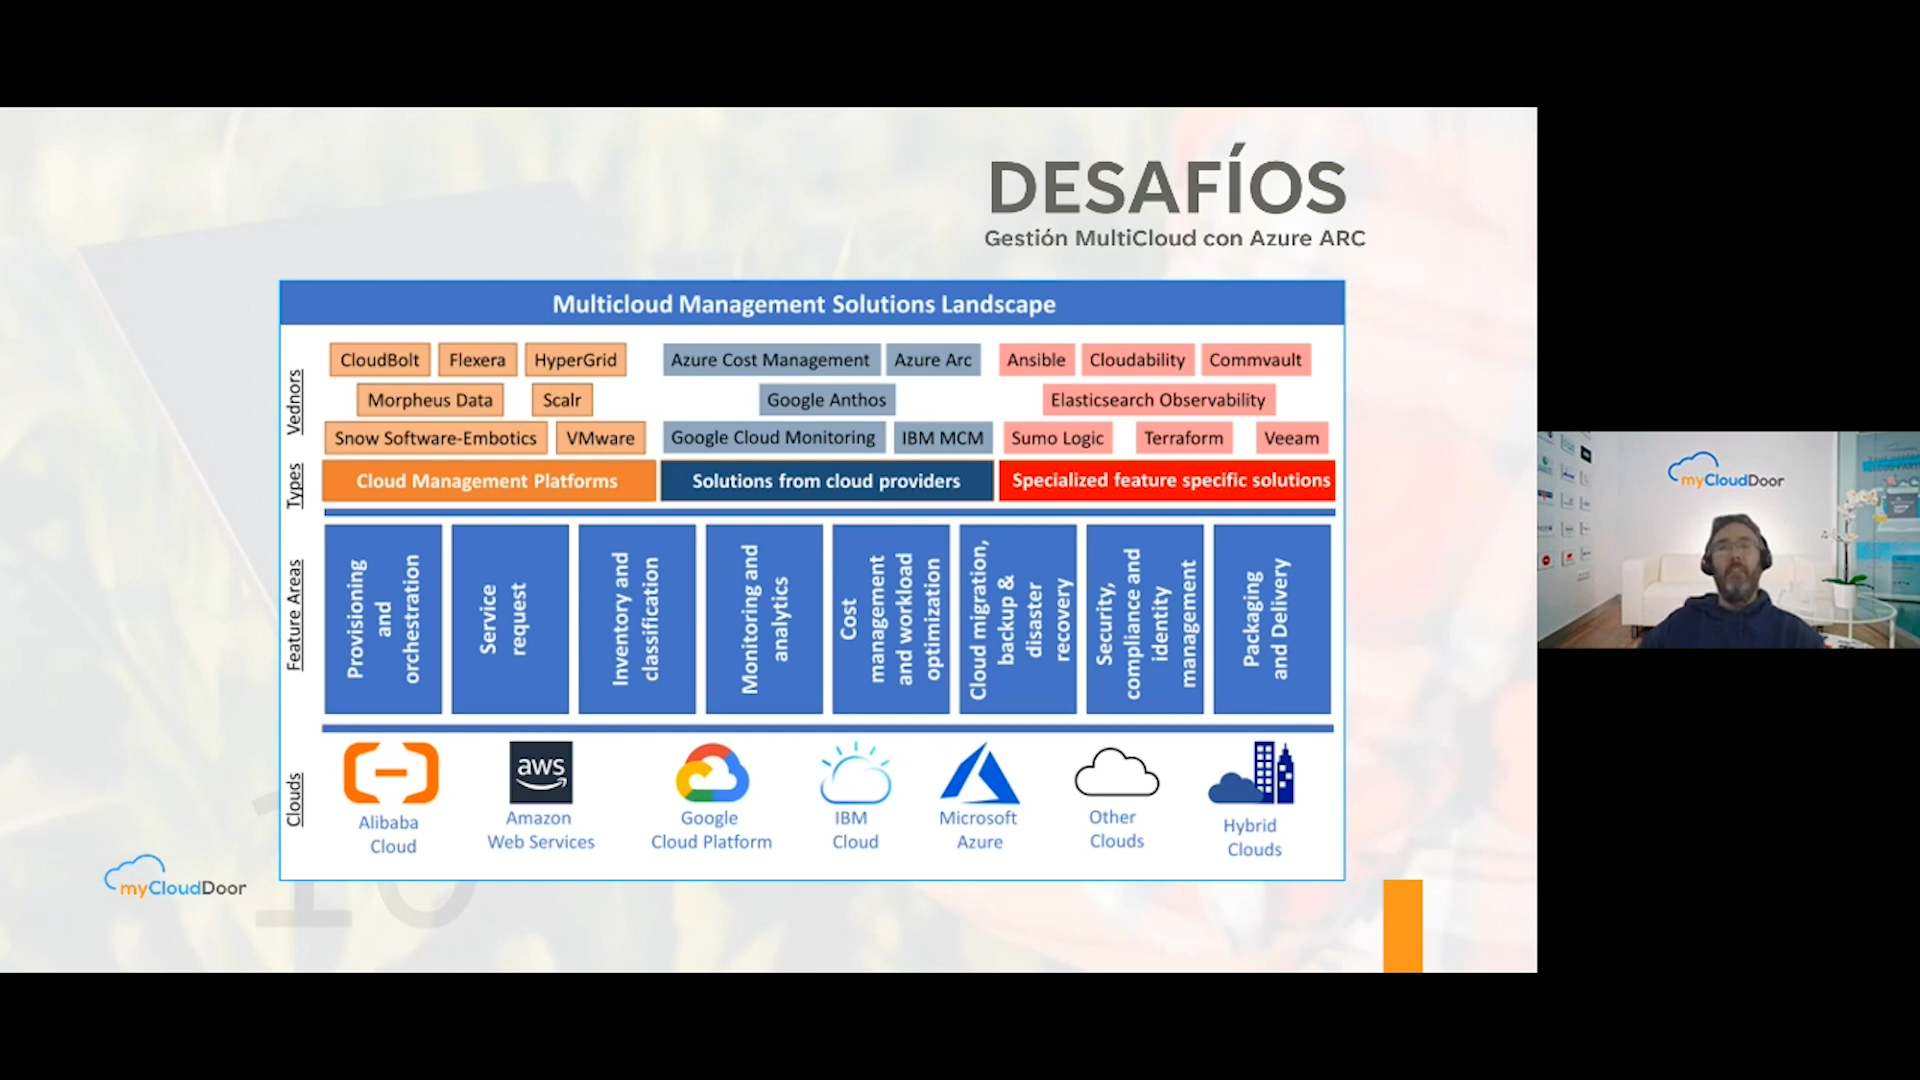 DESAFÍOS
Gestión MultiCloud con Azure ARC
Multicloud Management Solutions Landscape
Vednors
CloudBolt
Flexera
HyperGrid
Azure Cost Management
Azure Arc
Ansible
Cloudability
Commvault
Morpheus Data
Scalr
Google Anthos
Elasticsearch Observability
Snow Software-Embotics
VMware
Google Cloud Monitoring
IBM MCM
Sumo Logic
Terraform
Veeam
Types
Cloud Management Platforms
Solutions from cloud providers
Specialized feature specific solutions
Feature Areas
Provisioning
and
orchestration
Service
request
Inventory and
classification
Monitoring and
analytics
Cost
management
and workload
optimization
Cloud migration,
backup &
disaster
recovery
Security,
compliance and
identity
management
Packaging
and Delivery
Clouds
Alibaba
Cloud
aws
Amazon
Web Services
Google
Cloud Platform
IBM
Cloud
Microsoft
Azure
Other
Clouds
Hybrid
Clouds
myCloudDoor
10
myCloudDoor